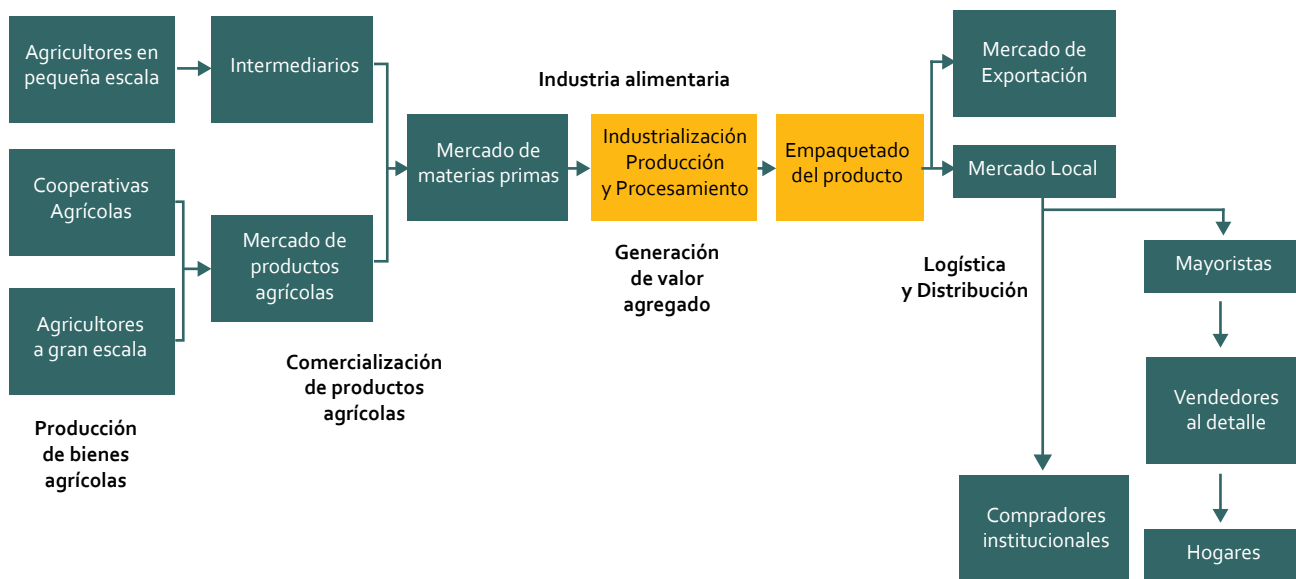 Agricultores en
pequeña escala
Intermediarios
Cooperativas
Agrícolas
Agricultores
a gran escala
Mercado de
productos
agrícolas
Producción
de bienes
agrícolas
Comercialización
de productos
agrícolas
Industria alimentaria
Mercado de
materias primas
Industrialización
Producción
y Procesamiento
Empaquetado
del producto
Generación
de valor
agregado
Mercado de
Exportación
Mercado Local
Logística
y Distribución
Mayoristas
Vendedores
al detalle
Compradores
institucionales
Hogares